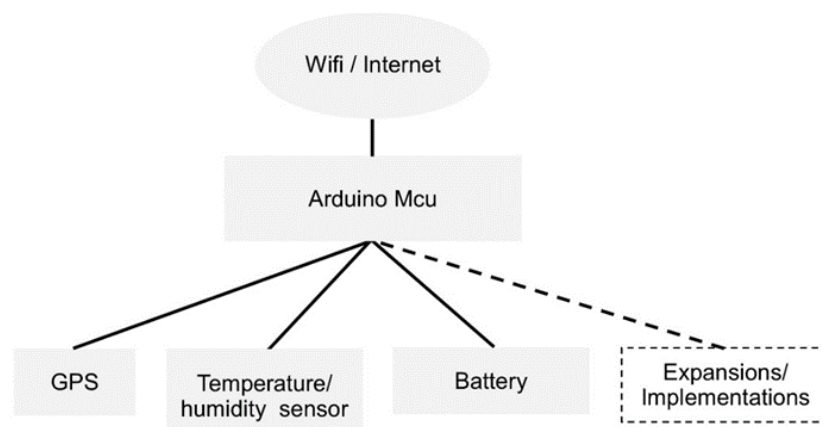 Wifi / Internet
Arduino Mcu
GPS
Temperature/
humidity sensor
Battery
Expansions/
Implementations